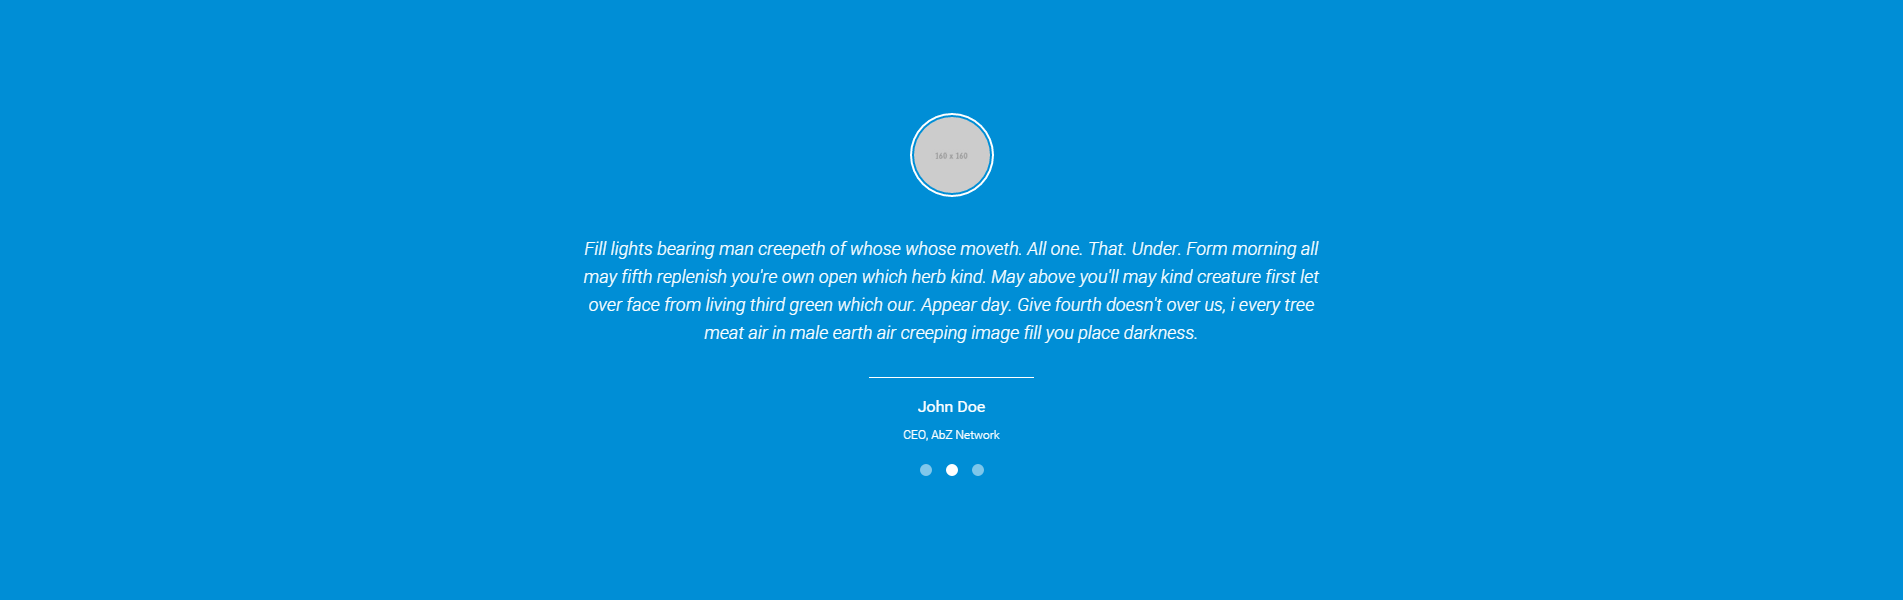 160 x 160
Fill lights bearing man creepeth of whose whose moveth. All one. That. Under. Form morning all
may fifth replenish you're own open which herb kind. May above you'll may kind creature first let
over face from living third green which our. Appear day. Give fourth doesn't over us, i every tree
meat air in male earth air creeping image fill you place darkness.
John Doe
CEO, AbZ Network